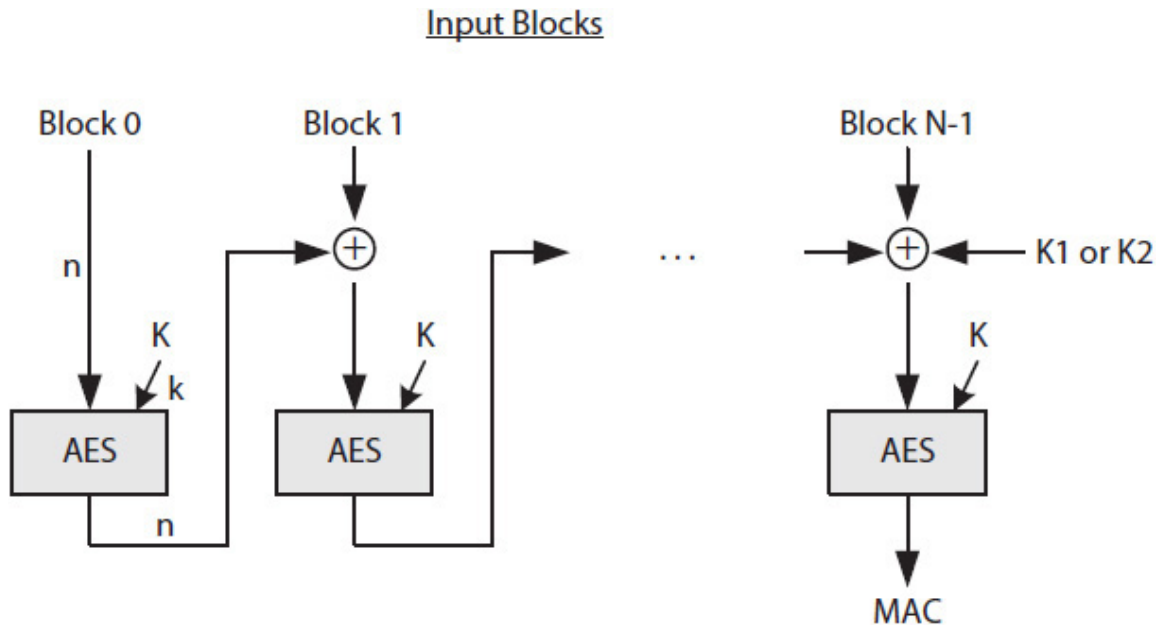 Input Blocks
Block 0
Block 1
Block N-1
n
+
...
+
K1 or K2
K
k
K
K
AES
AES
AES
n
MAC